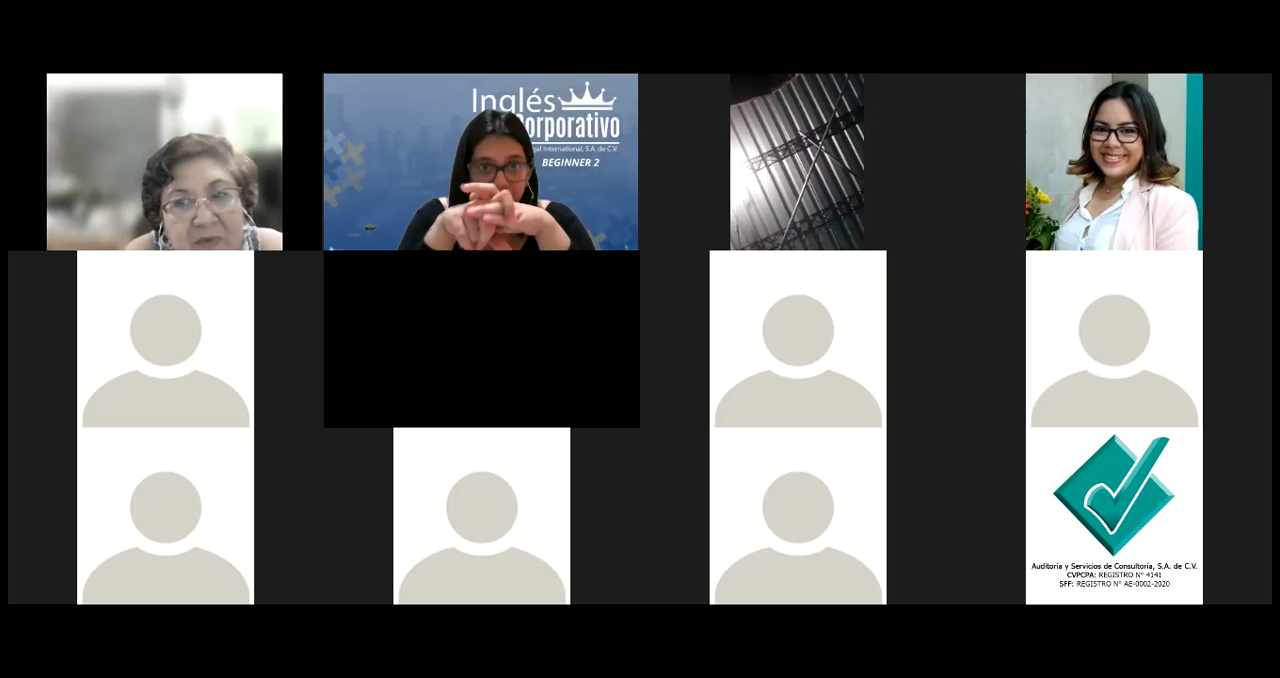 Inglés
Corporativo
gal International, S.A. de C.V.
BEGINNER 2
Auditoria y Servicios de Consultoria, S.A. de C.V.
CVPCPA: REGISTRO N° 4141
SFF: REGISTRO N° AE-0002-2020